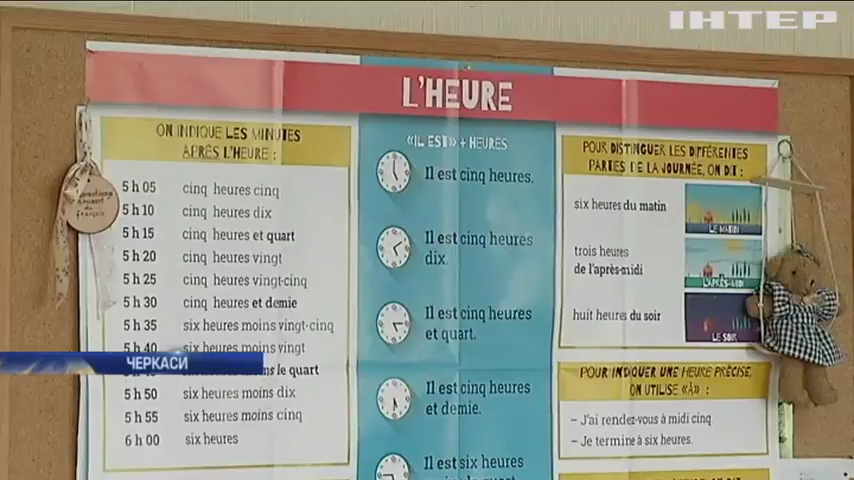 ІНТЕР
L'HEURE
ON INDIQUE LES MINUTES
APRÈS L'HEURE :
5 h 05 cinq heures cinq
5 h 10 cinq heures dix
5 h 15 cinq heures et quart
5 h 20 cinq heures vingt
5 h 25 cinq heures vingt-cinq
5 h 30 cinq heures et demie
5 h 35 six heures moins vingt-cinq
5 h 40 six heures moins vingt
le quart
5 h 50 six heures moins dix
5 h 55 six heures moins cinq
6 h 00 six heures
«IL EST» + HEURES
Il est cinq heures.
Il est cinq heures
dix.
Il est cinq heures
et quart.
Il est cinq heures
et demie.
Il est six heures
POUR DISTINGUER LES DIFFÉRENTES
PARTIES DE LA JOURNÉE, ON DIT :
six heures du matin
LE MATIN
trois heures
de l'après-midi
L'APRÈS-MIDI
huit heures du soir
LE SOIR
POUR INDIQUER UNE HEURE PRÉCISE,
ON UTILISE «À» :
– J'ai rendez-vous à midi cinq.
– Je termine à six heures.
ЧЕРКАСИ